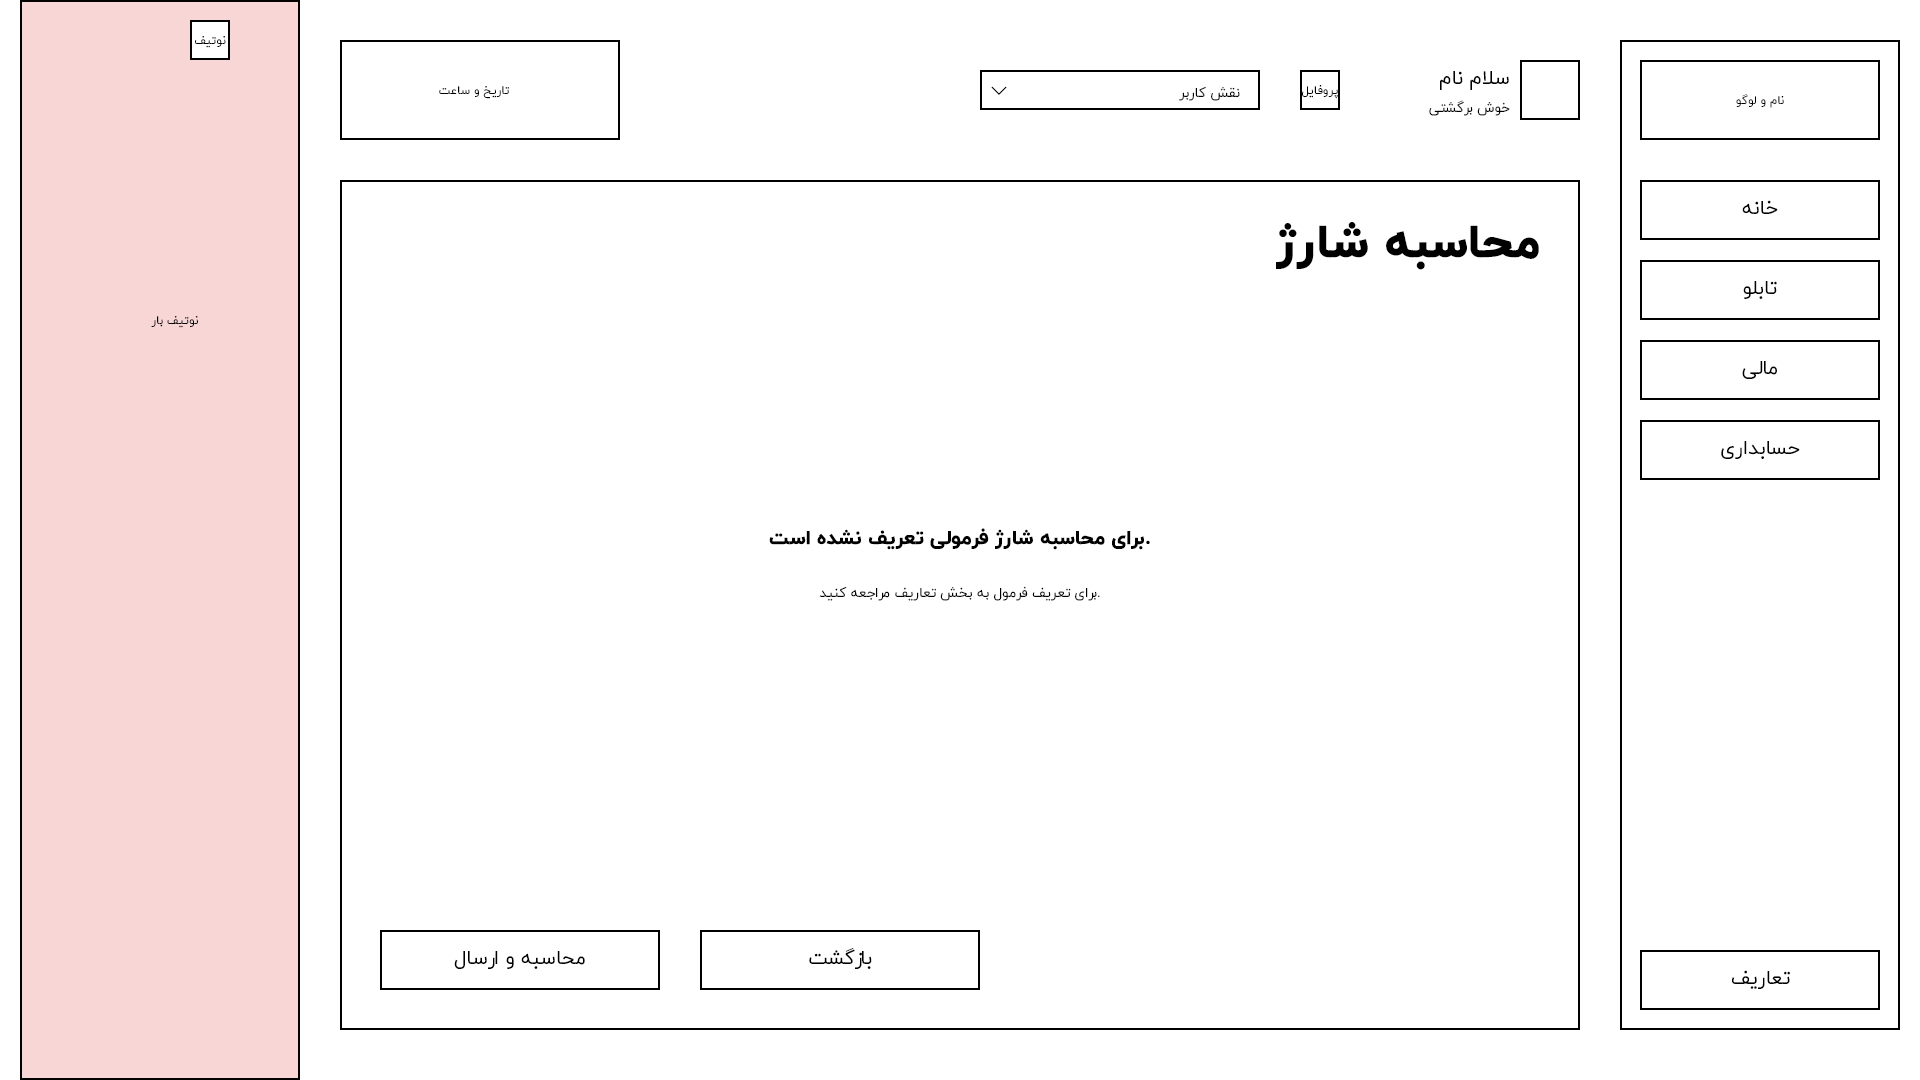 نام و لوگو
خانه
تابلو
مالی
حسابداری
تعاریف
سلام نام
خوش برگشتی
پروفایل
نقش کاربر
تاریخ و ساعت
محاسبه شارژ
.برای محاسبه شارژ فرمولی تعریف نشده است
.برای تعریف فرمول به بخش تعاریف مراجعه کنید
بازگشت
محاسبه و ارسال
نوتیف
نوتیف بار